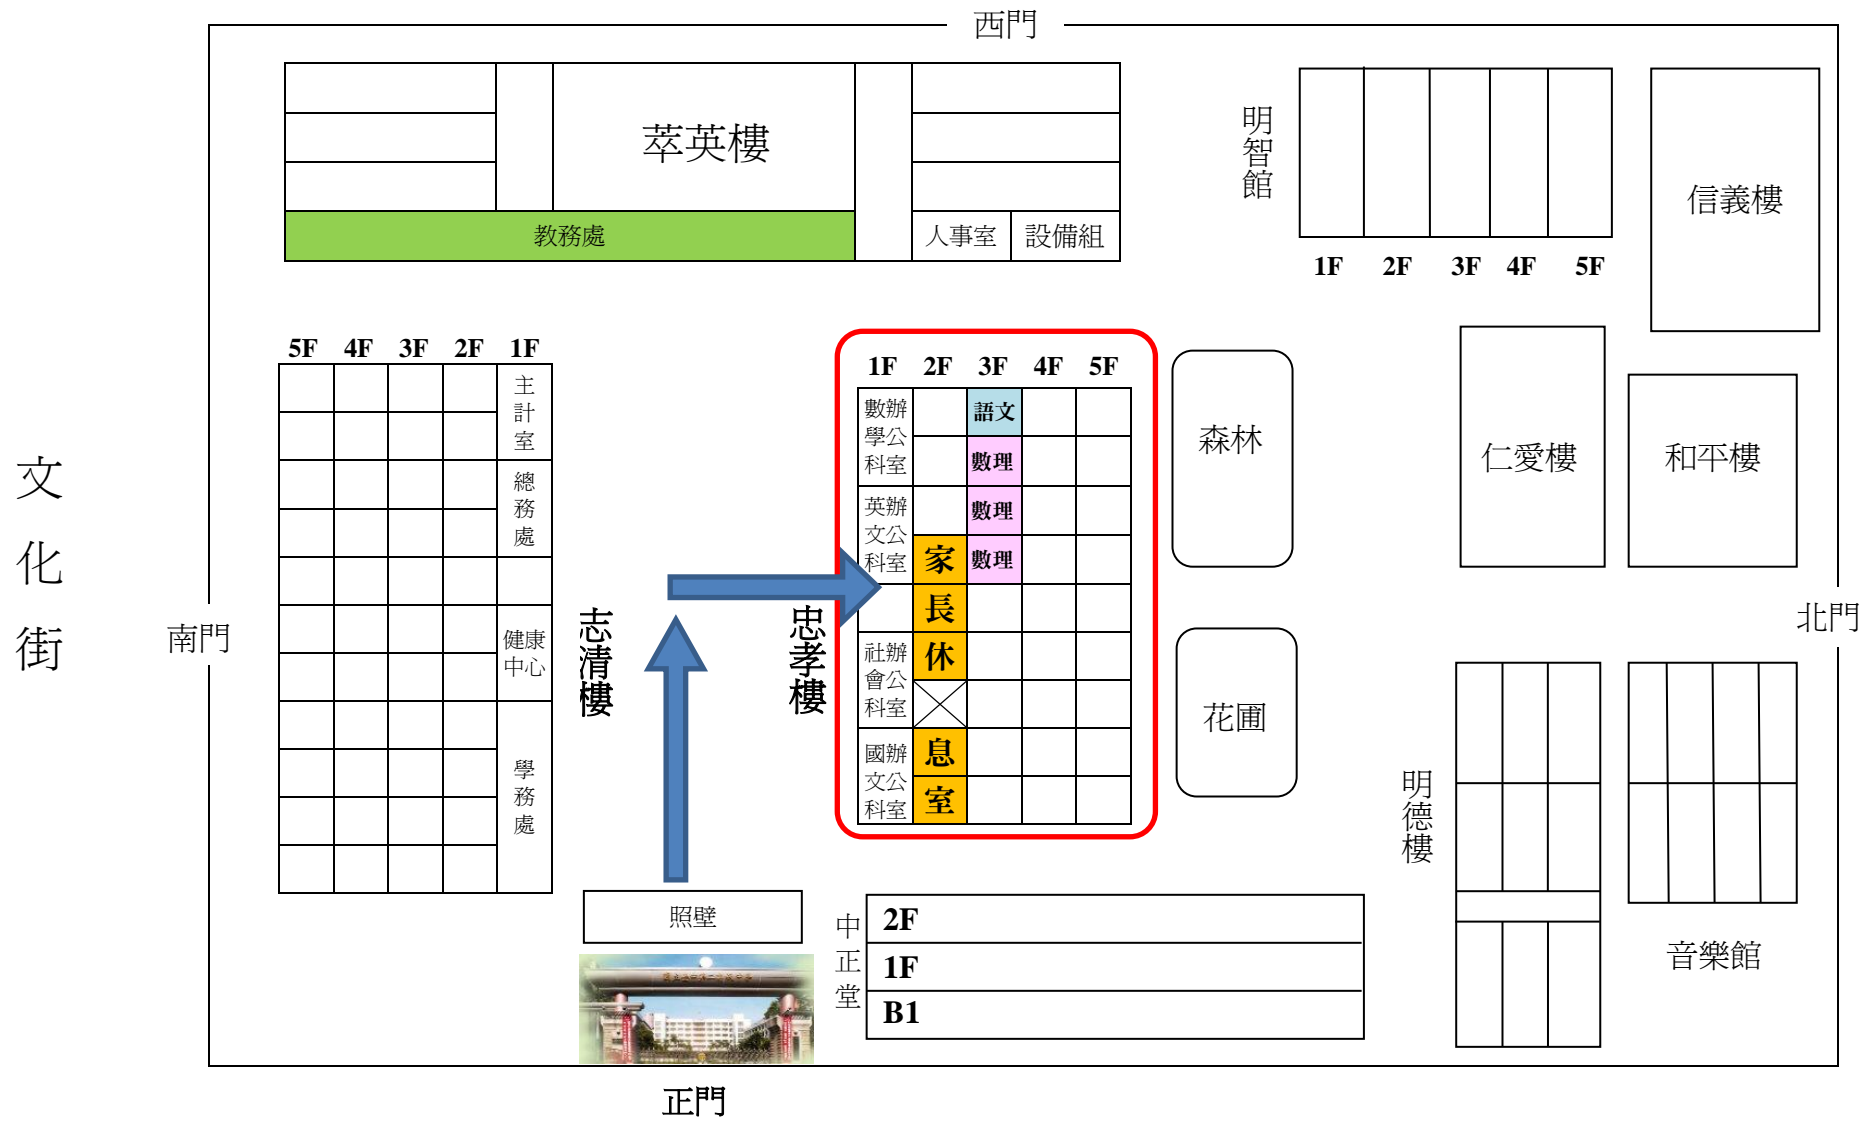 西門
萃英樓
教務處
人事室
設備組
明智館
1F 2F 3F 4F 5F
信義樓
5F 4F 3F 2F 1F
主計室
總務處
健康中心
學務處
志清樓
忠孝樓
1F 2F 3F 4F 5F
數學科辦公室
英文科辦公室
社會科辦公室
國文科辦公室
家長休息室
語文
數理
數理
數理
森林
花圃
仁愛樓
和平樓
文化街
南門
北門
明德樓
音樂館
照壁
中正堂
2F
1F
B1
正門